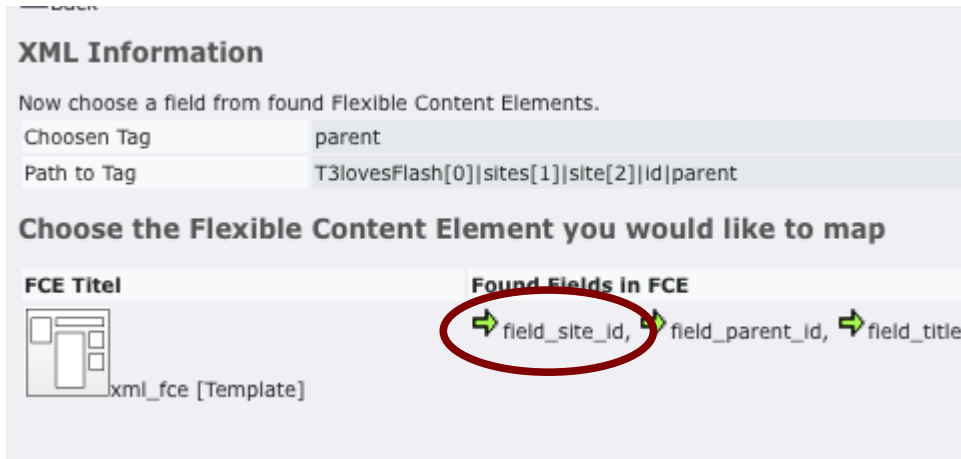 Back
XML Information
Now choose a field from found Flexible Content Elements.
Choosen Tag parent
Path to Tag T3lovesFlash[0]|sites[1]|site[2]|id|parent
Choose the Flexible Content Element you would like to map
FCE Titel Found Fields in FCE
field_site_id, field_parent_id, field_title
xml_fce [Template]